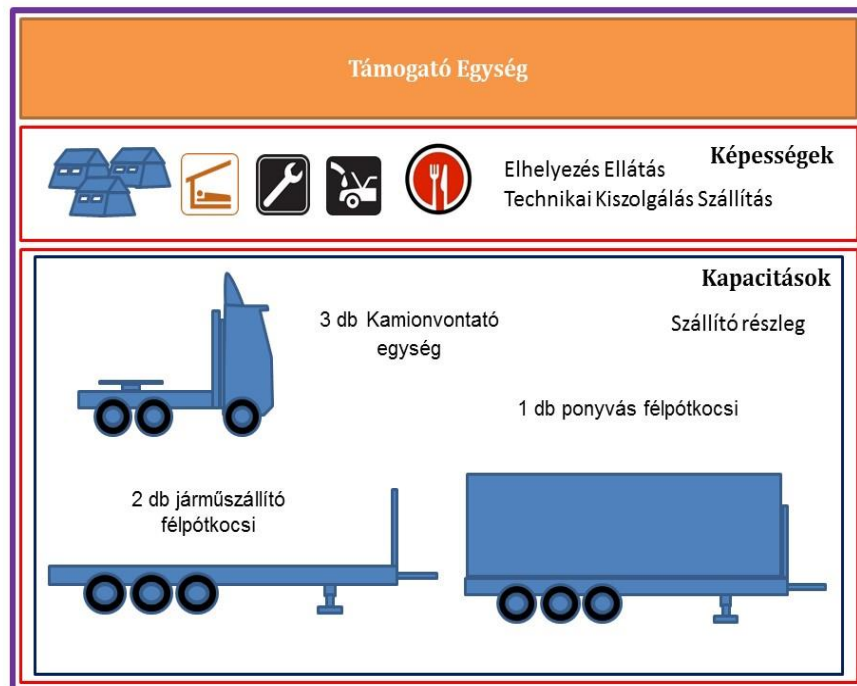 Támogató Egység
Képességek
Elhelyezés Ellátás
Technikai Kiszolgálás Szállítás
Kapacitások
Szállító részleg
3 db Kamionvontató
egység
1 db ponyvás félpótkocsi
2 db járműszállító
félpótkocsi